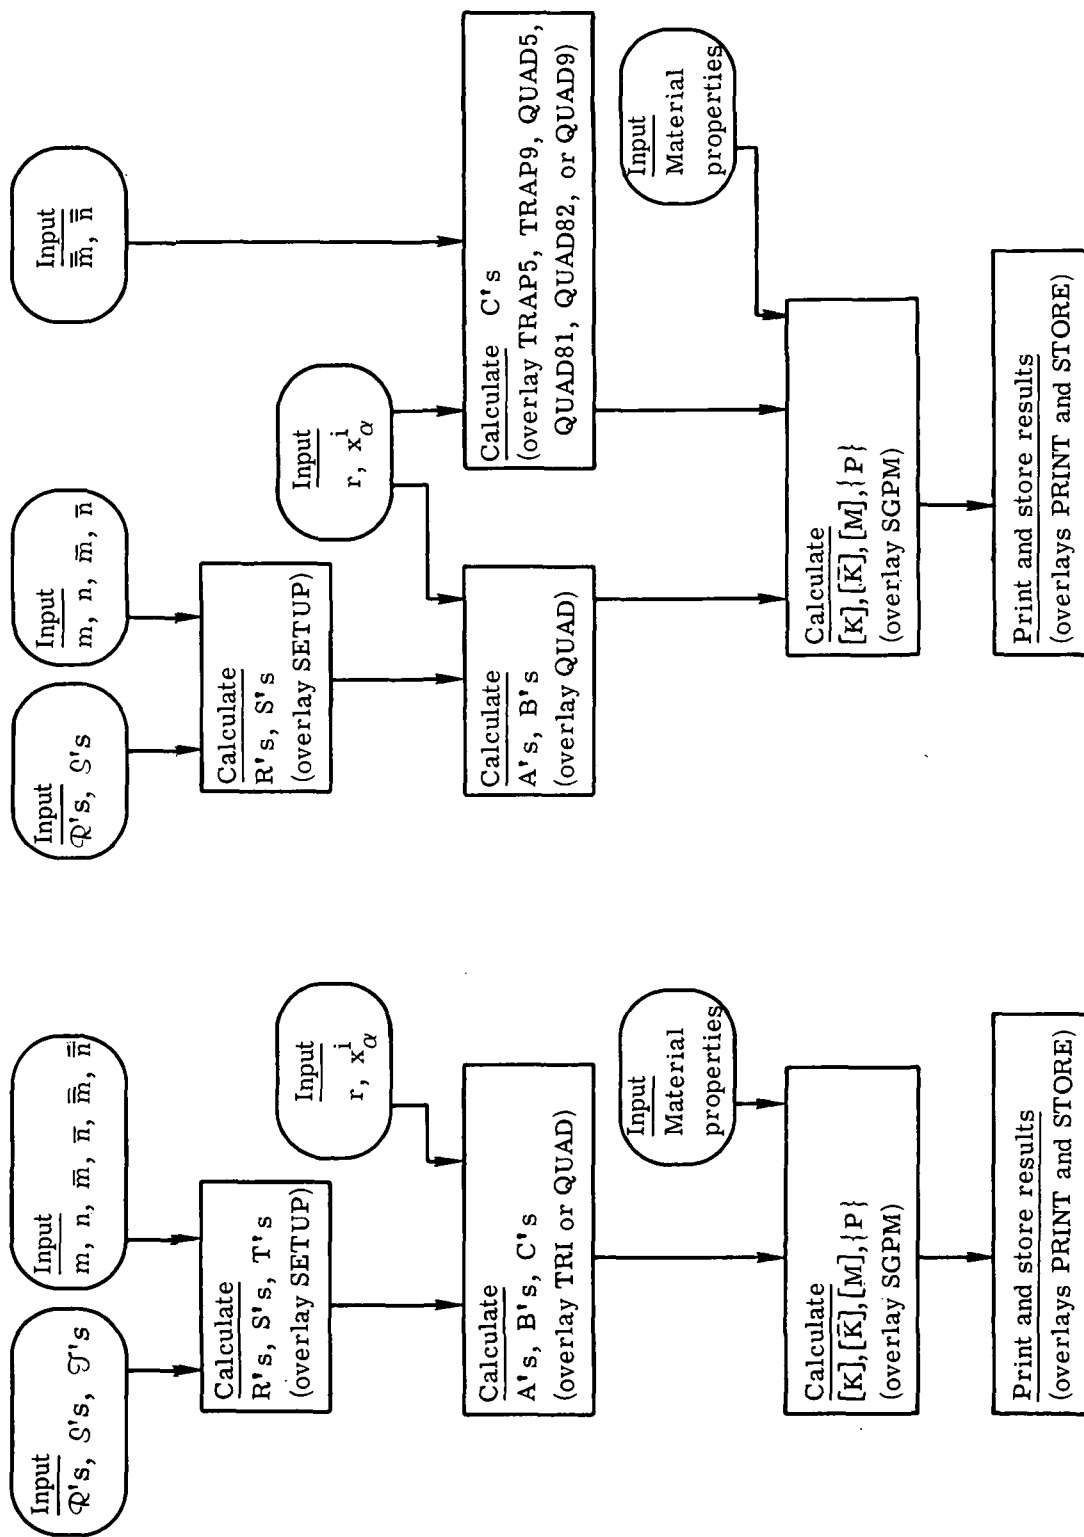 Input
ℛ's, 𝒮's, 𝒯's
Input
m, n, m̄, n̄, m̿, n̿
Calculate
R's, S's, T's
(overlay SETUP)
Input
r, xⁱ_α
Calculate
A's, B's, C's
(overlay TRI or QUAD)
Input
Material
properties
Calculate
[K],[K̄],[M],{P}
(overlay SGPM)
Print and store results
(overlays PRINT and STORE)
Input
ℛ's, 𝒮's
Input
m, n, m̄, n̄
Input
m̿, n̿
Calculate
R's, S's
(overlay SETUP)
Input
r, xⁱ_α
Calculate
A's, B's
(overlay QUAD)
Calculate C's
(overlay TRAP5, TRAP9, QUAD5,
QUAD81, QUAD82, or QUAD9)
Input
Material
properties
Calculate
[K],[K̄],[M],{P}
(overlay SGPM)
Print and store results
(overlays PRINT and STORE)